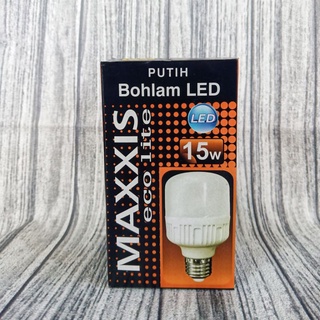 PUTIH
Bohlam LED
LED
15w
MAXXIS
eco lite